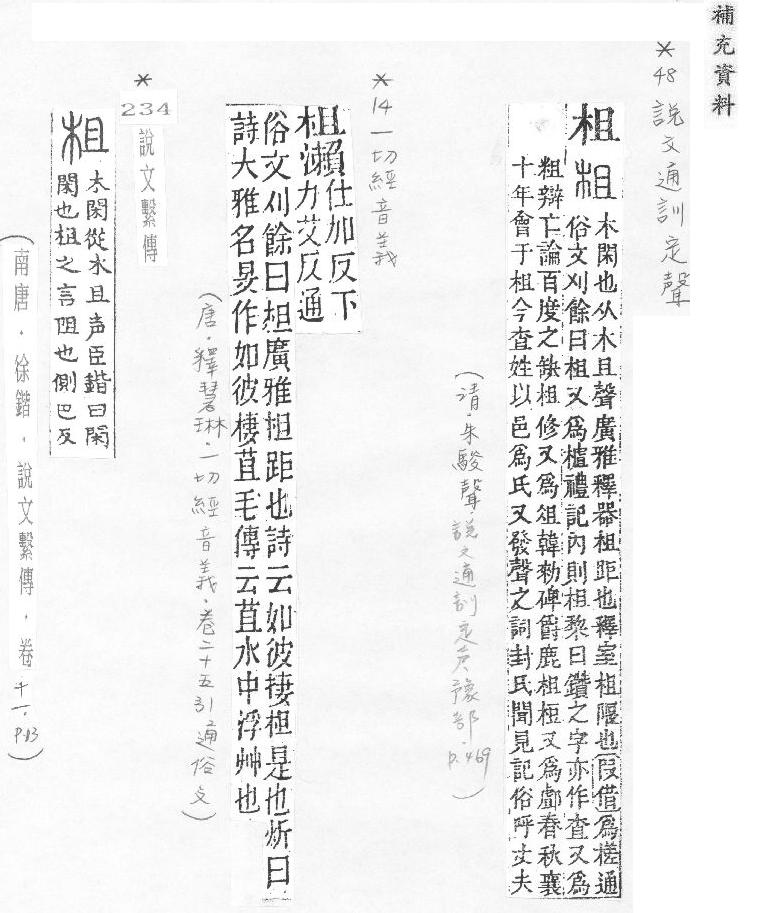 補充資料
*48 說文通訓定聲
柤 柤
木閑也从木且聲廣雅釋器柤距也釋室柤隁也叚借爲槎通
俗文刈餘曰柤又爲樝禮記內則柤棃曰鑽之字亦作査又爲
粗辯亡論百度之缺柤修又爲俎韓勑碑爵鹿柤梪又爲䣜春秋襄
十年會于柤今査姓以邑爲氏又發聲之詞封氏聞見記俗呼丈夫
(清.朱駿聲.說文通訓定声.豫部.p.469)
*14 一切經音義
柤瀨
仕加反下
力艾反通
俗文刈餘曰柤廣雅柤距也詩云如彼捿柤是也炘曰
詩大雅名旻作如彼棲苴毛傳云苴水中浮艸也
(唐.釋慧琳.一切經音義.卷二十五引通俗文)
*234 說文繫傳
柤
木閑從木且声臣鍇曰閑
閑也柤之言阻也側巴反
(南唐.徐鍇.說文繫傳.卷十一.P.13)